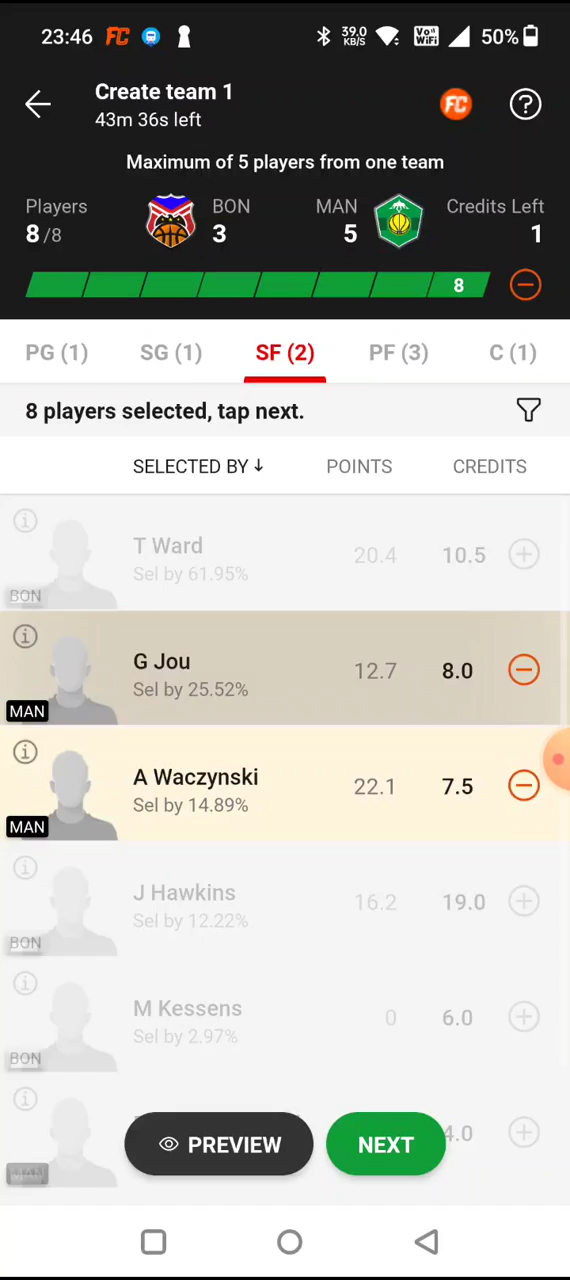 23:46 FC 39.0 KB/S Vo WiFi 50%
Create team 1
43m 36s left
FC ?
Maximum of 5 players from one team
Players BON MAN Credits Left
8/8 3 5 1
8
PG (1) SG (1) SF (2) PF (3) C (1)
8 players selected, tap next.
SELECTED BY↓ POINTS CREDITS
T Ward 20.4 10.5
Sel by 61.95%
BON
G Jou 12.7 8.0
Sel by 25.52%
MAN
A Waczynski 22.1 7.5
Sel by 14.89%
MAN
J Hawkins 16.2 19.0
Sel by 12.22%
BON
M Kessens 0 6.0
Sel by 2.97%
BON
PREVIEW NEXT 4.0
MAN